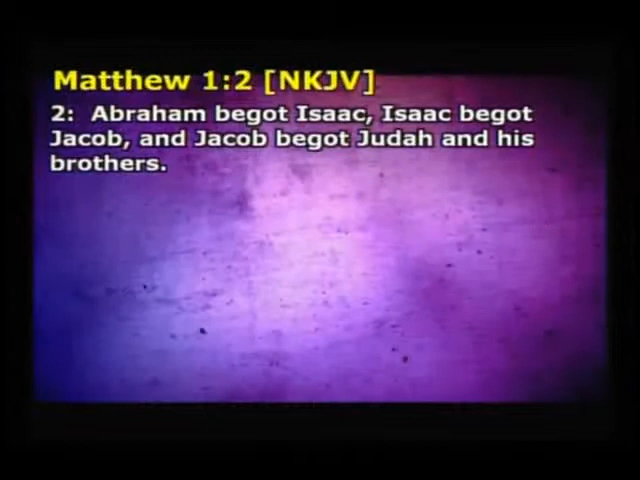 Matthew 1:2 [NKJV]
2:  Abraham begot Isaac, Isaac begot
Jacob, and Jacob begot Judah and his
brothers.